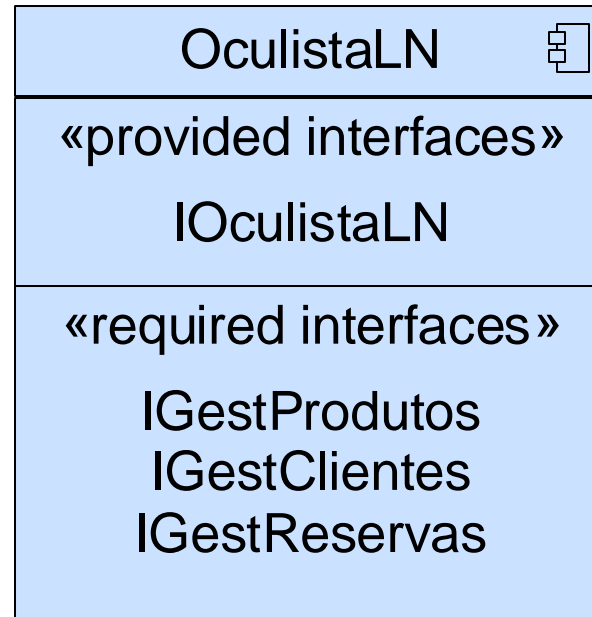 OculistaLN
«provided interfaces»
IOculistaLN
«required interfaces»
IGestProdutos
IGestClientes
IGestReservas